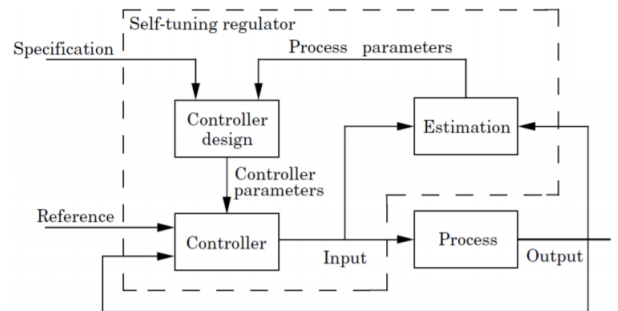 Self-tuning regulator
Specification
Process parameters
Controller
design
Estimation
Controller
parameters
Reference
Controller
Process
Input
Output